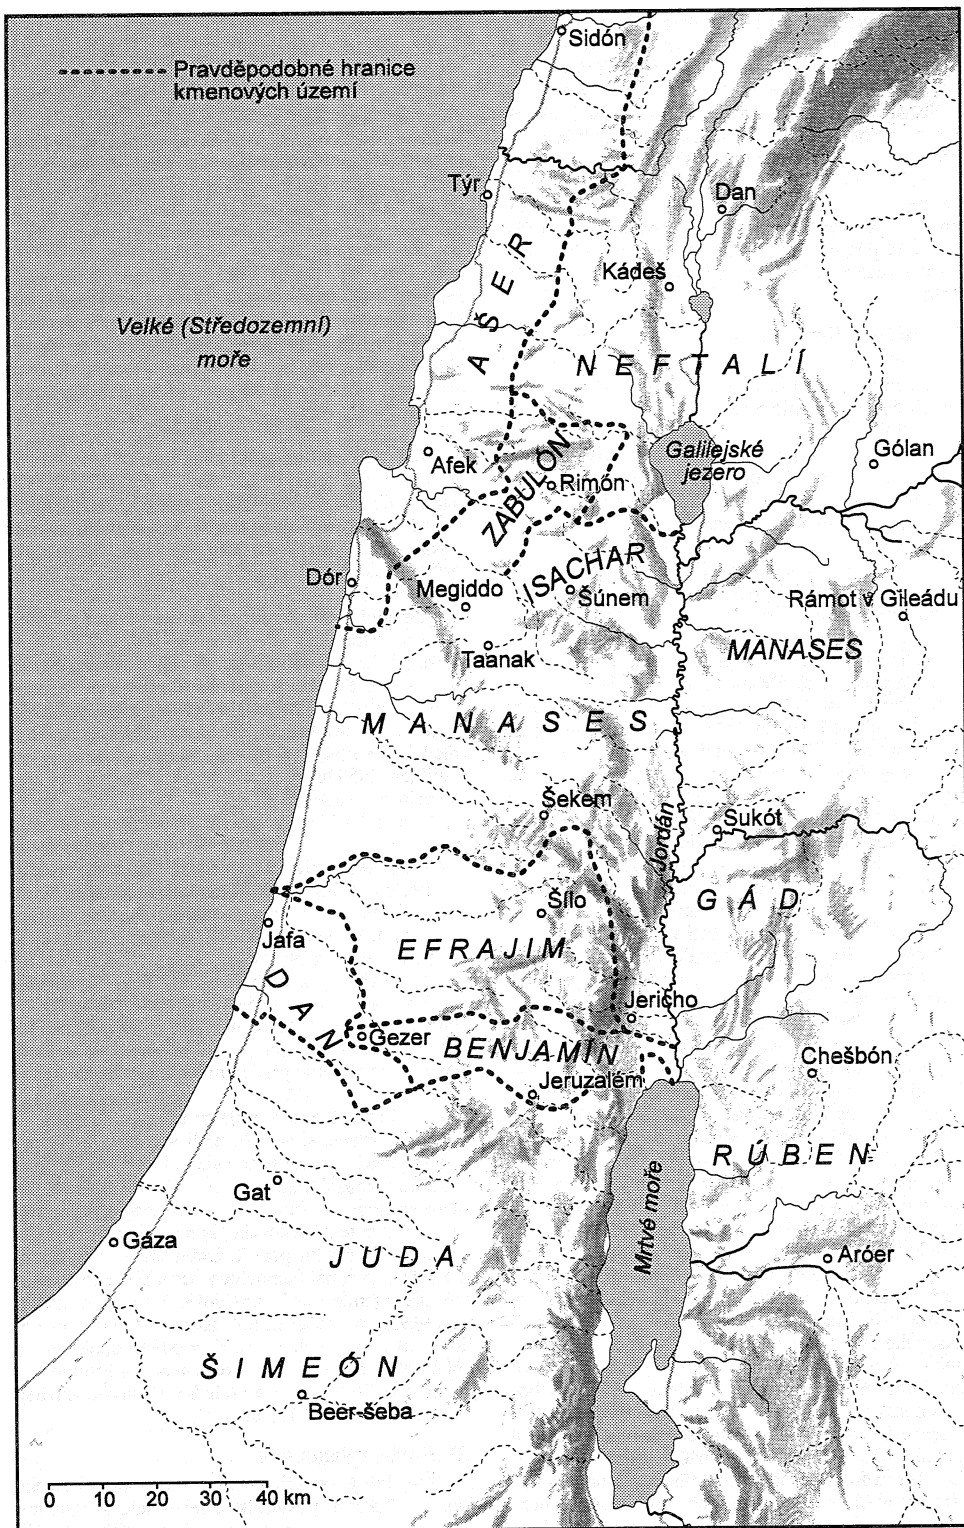 Sidón
Pravděpodobné hranice
kmenových území
Týr
Dan
AŠER
Kádeš
Velké (Středozemní)
moře
NEFTALÍ
Galilejské
jezero
Gólan
Afek
ZABULÓN
Rimón
ISACHAR
Dór
Megiddo
Šúnem
Rámot v Gileádu
Taanak
MANASES
MANASES
Šekem
Jordán
Sukót
GÁD
Šílo
Jafa
EFRAJIM
DAN
Jericho
Gezer
BENJAMÍN
Chešbón
Jeruzalém
RÚBEN
Gat
Mrtvé moře
Gáza
JUDA
Aróer
ŠIMEÓN
Beer-šeba
0 10 20 30 40 km